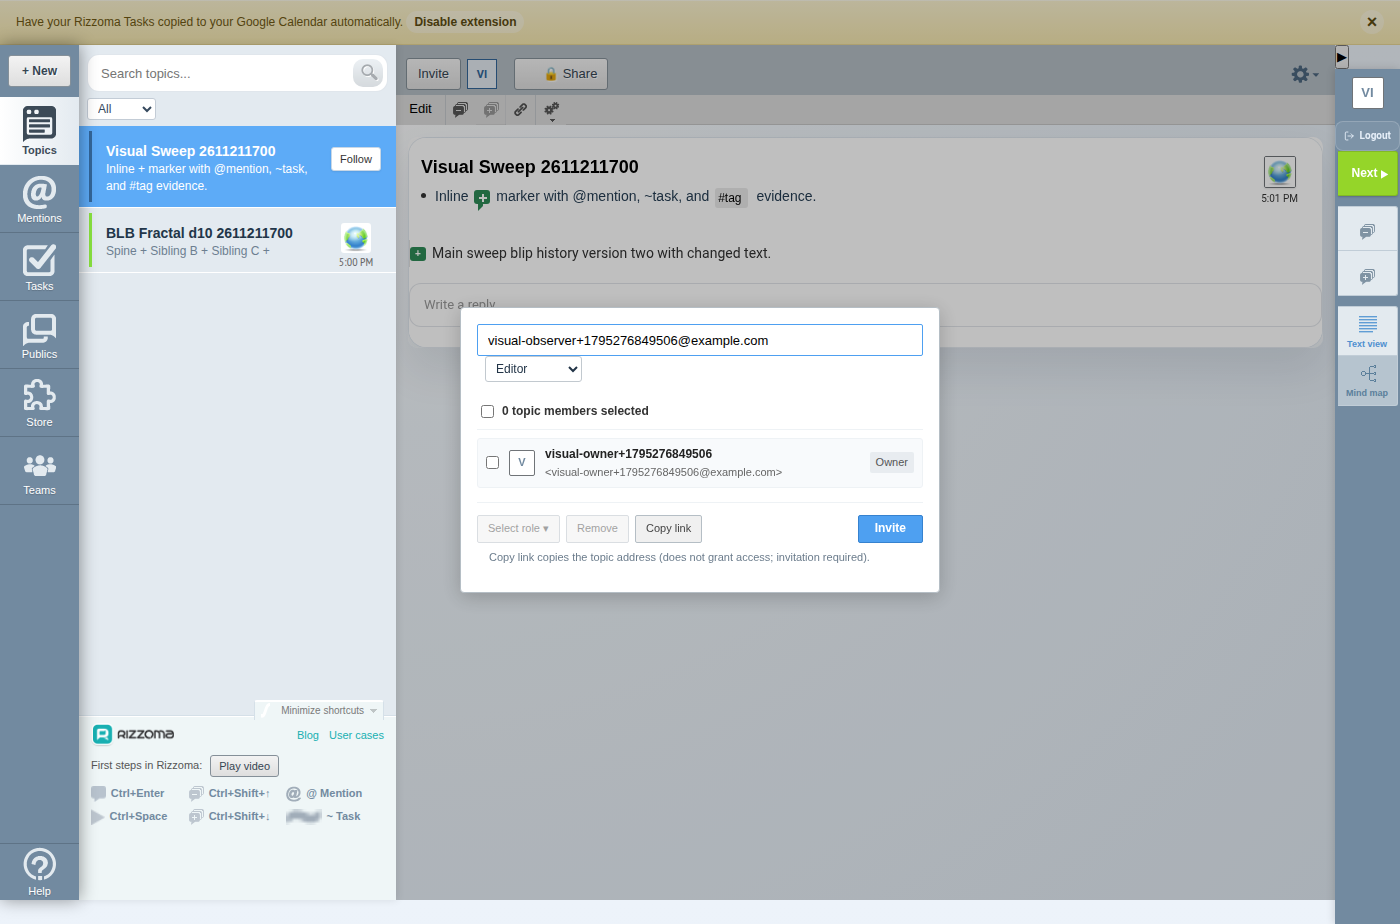 Have your Rizzoma Tasks copied to your Google Calendar automatically. Disable extension
+ New
Topics
Mentions
Tasks
Publics
Store
Teams
Help
Search topics...
All
Visual Sweep 2611211700
Inline + marker with @mention, ~task, and #tag evidence.
Follow
BLB Fractal d10 2611211700
Spine + Sibling B + Sibling C +
5:00 PM
Minimize shortcuts
RIZZOMA
Blog User cases
First steps in Rizzoma: Play video
Ctrl+Enter Ctrl+Shift+↑ @ @ Mention
Ctrl+Space Ctrl+Shift+↓ ~ Task
Invite VI Share
Edit
Visual Sweep 2611211700
• Inline + marker with @mention, ~task, and #tag evidence.
5:01 PM
+ Main sweep blip history version two with changed text.
Write a reply
visual-observer+1795276849506@example.com
Editor
0 topic members selected
V
visual-owner+1795276849506
<visual-owner+1795276849506@example.com>
Owner
Select role ▾ Remove Copy link Invite
Copy link copies the topic address (does not grant access; invitation required).
VI
Logout
Next ▶
Text view
Mind map